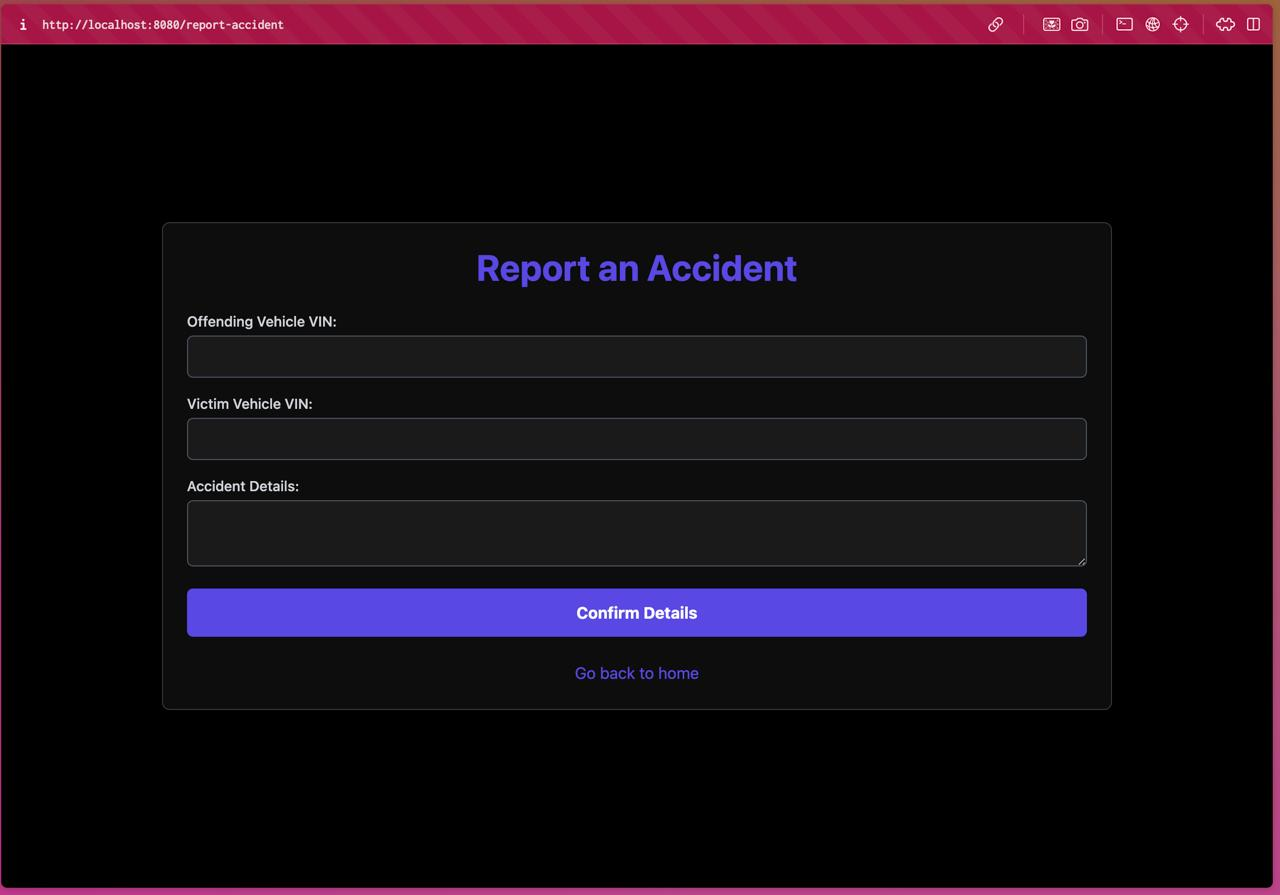 http://localhost:8080/report-accident
Report an Accident
Offending Vehicle VIN:
Victim Vehicle VIN:
Accident Details:
Confirm Details
Go back to home